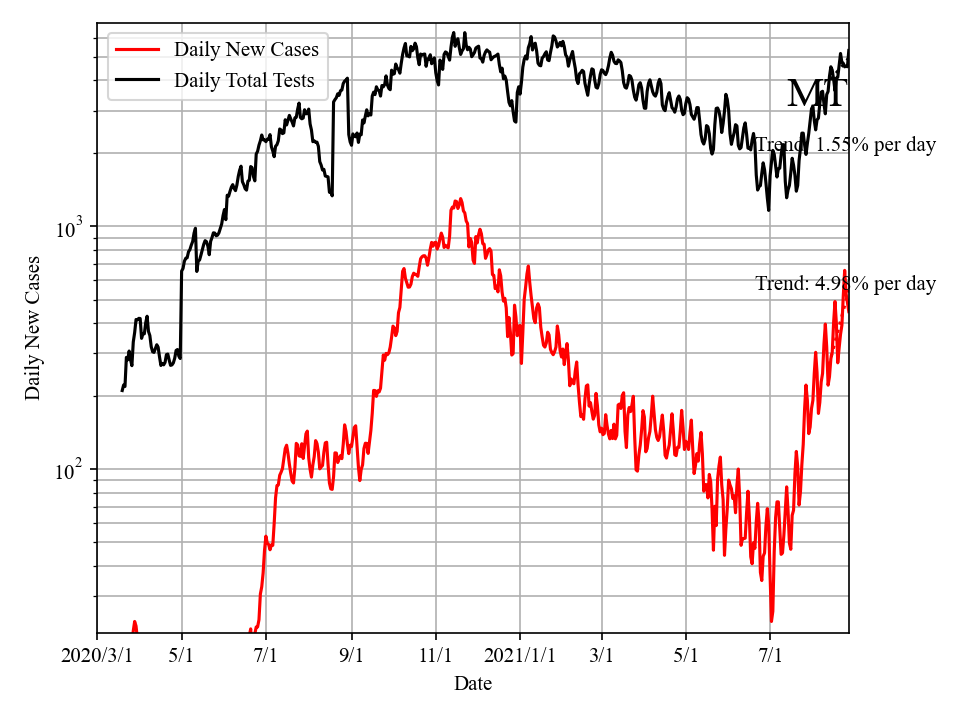 Daily New Cases
Daily Total Tests
MT
Trend: 1.55% per day
Trend: 4.98% per day
10^3
10^2
Daily New Cases
2020/3/1 5/1 7/1 9/1 11/1 2021/1/1 3/1 5/1 7/1
Date